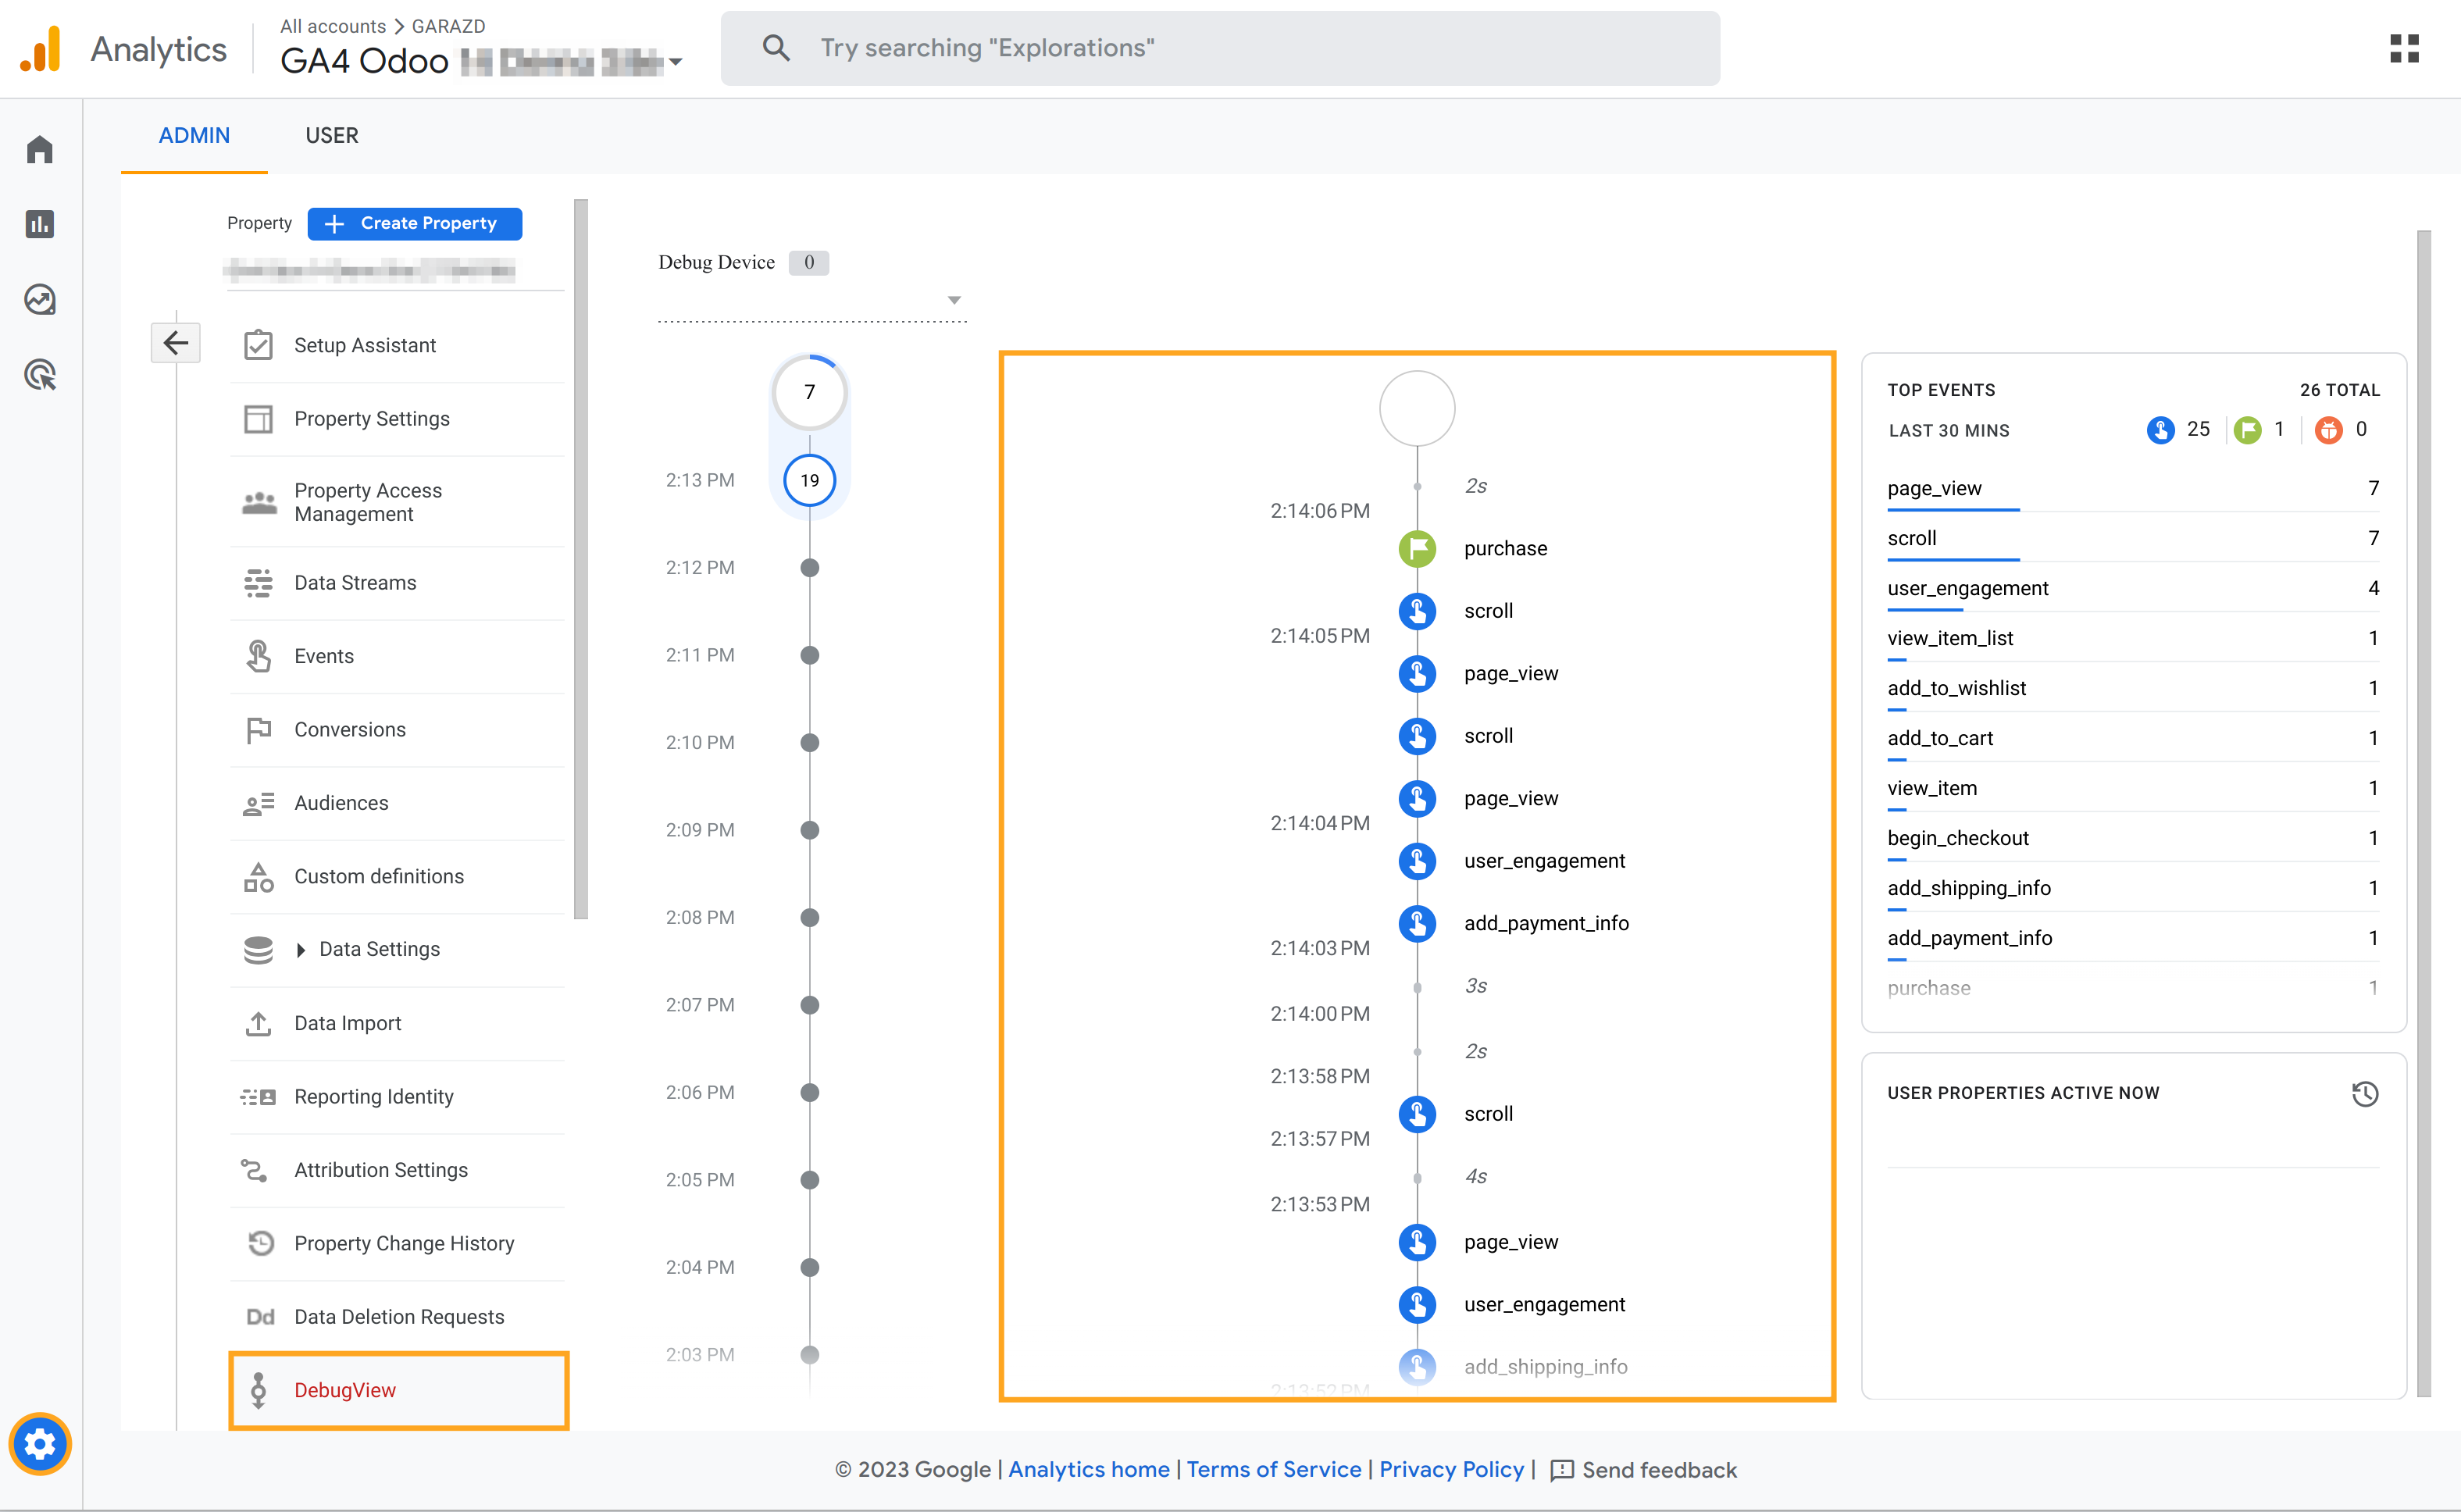 Analytics
All accounts > GARAZD
GA4 Odoo
Try searching "Explorations"
ADMIN
USER
Property
Create Property
Setup Assistant
Property Settings
Property Access
Management
Data Streams
Events
Conversions
Audiences
Custom definitions
Data Settings
Data Import
Reporting Identity
Attribution Settings
Property Change History
Dd Data Deletion Requests
DebugView
Debug Device 0
7
2:13 PM 19
2:12 PM
2:11 PM
2:10 PM
2:09 PM
2:08 PM
2:07 PM
2:06 PM
2:05 PM
2:04 PM
2:03 PM
2s
2:14:06 PM
purchase
scroll
2:14:05 PM
page_view
scroll
page_view
2:14:04 PM
user_engagement
add_payment_info
2:14:03 PM
3s
2:14:00 PM
2s
2:13:58 PM
scroll
2:13:57 PM
4s
2:13:53 PM
page_view
user_engagement
add_shipping_info
2:13:52 PM
TOP EVENTS 26 TOTAL
LAST 30 MINS 25 1 0
page_view 7
scroll 7
user_engagement 4
view_item_list 1
add_to_wishlist 1
add_to_cart 1
view_item 1
begin_checkout 1
add_shipping_info 1
add_payment_info 1
purchase 1
USER PROPERTIES ACTIVE NOW
© 2023 Google | Analytics home | Terms of Service | Privacy Policy | Send feedback